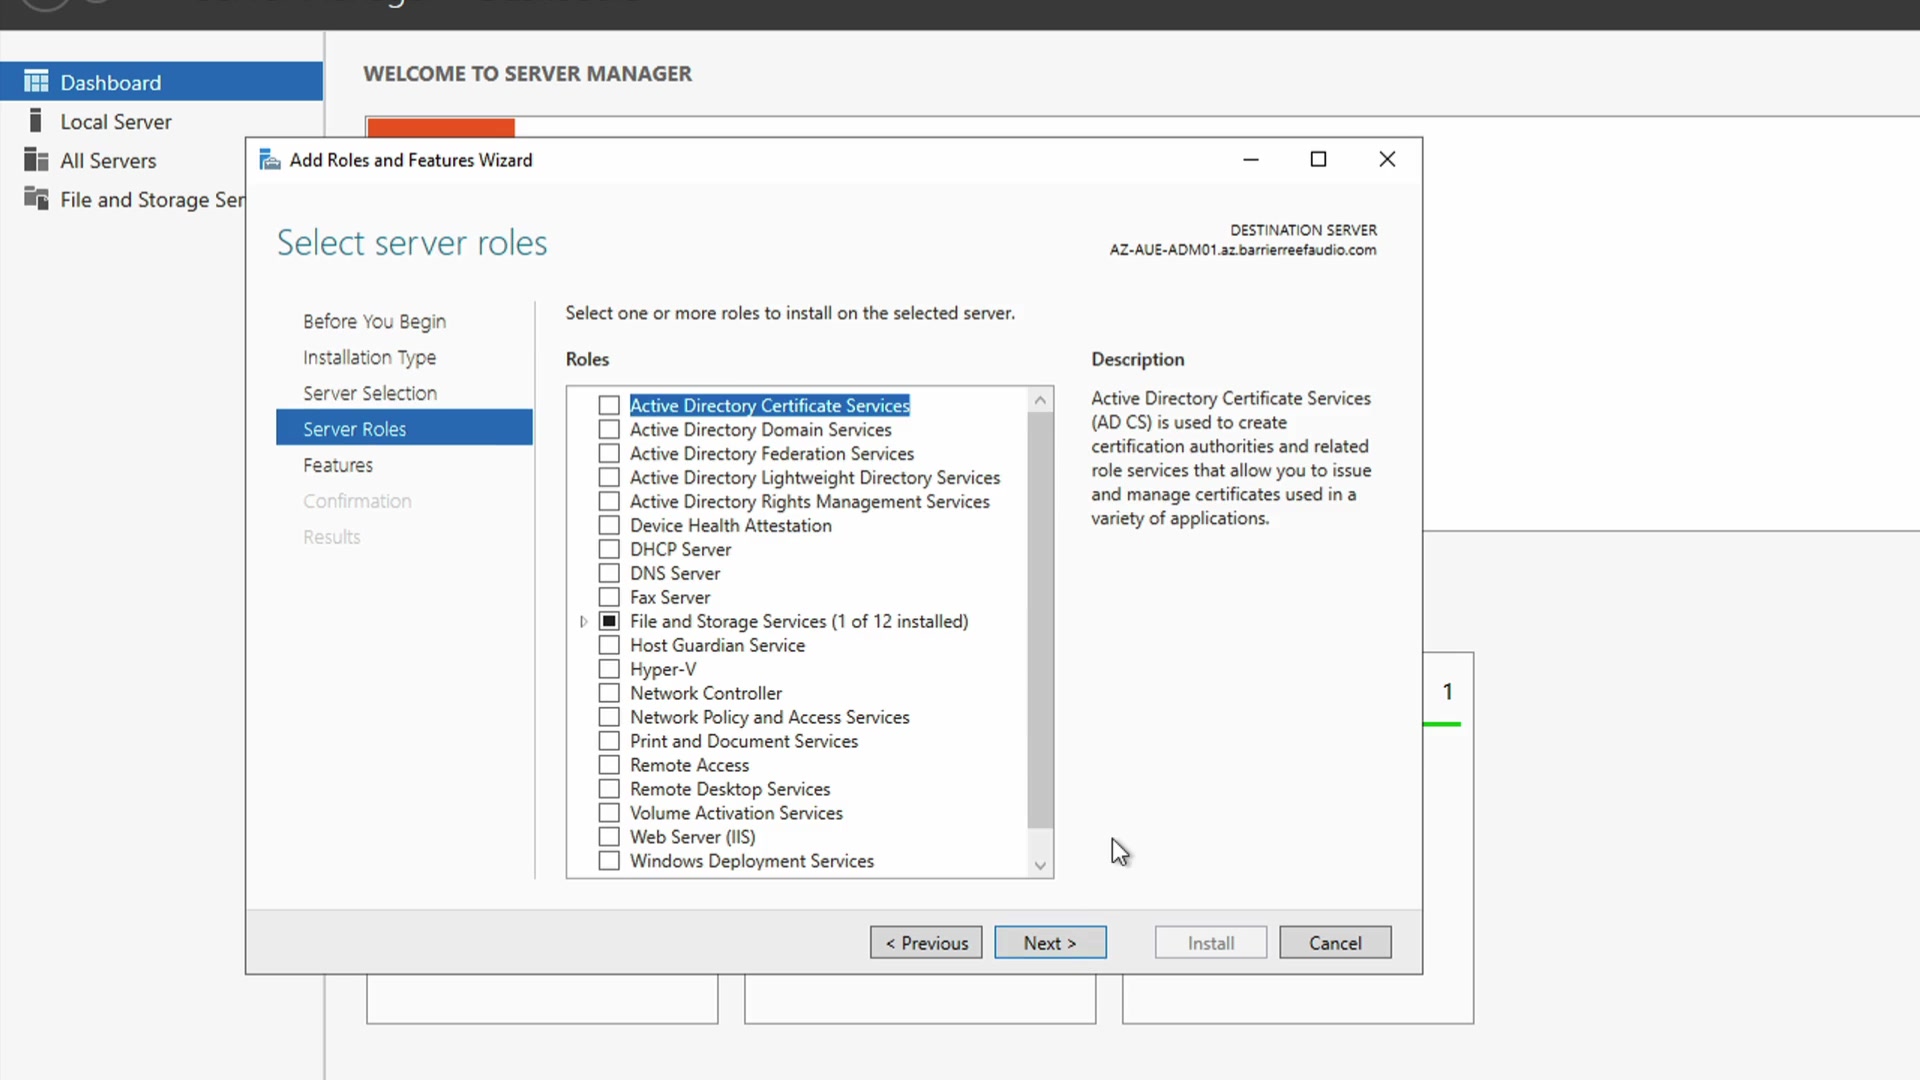 WELCOME TO SERVER MANAGER
Dashboard
Local Server
All Servers
File and Storage Ser
Add Roles and Features Wizard
Select server roles
DESTINATION SERVER
AZ-AUE-ADM01.az.barrierreefaudio.com
Before You Begin
Installation Type
Server Selection
Server Roles
Features
Confirmation
Results
Select one or more roles to install on the selected server.
Roles
Active Directory Certificate Services
Active Directory Domain Services
Active Directory Federation Services
Active Directory Lightweight Directory Services
Active Directory Rights Management Services
Device Health Attestation
DHCP Server
DNS Server
Fax Server
File and Storage Services (1 of 12 installed)
Host Guardian Service
Hyper-V
Network Controller
Network Policy and Access Services
Print and Document Services
Remote Access
Remote Desktop Services
Volume Activation Services
Web Server (IIS)
Windows Deployment Services
Description
Active Directory Certificate Services
(AD CS) is used to create
certification authorities and related
role services that allow you to issue
and manage certificates used in a
variety of applications.
1
< Previous
Next >
Install
Cancel